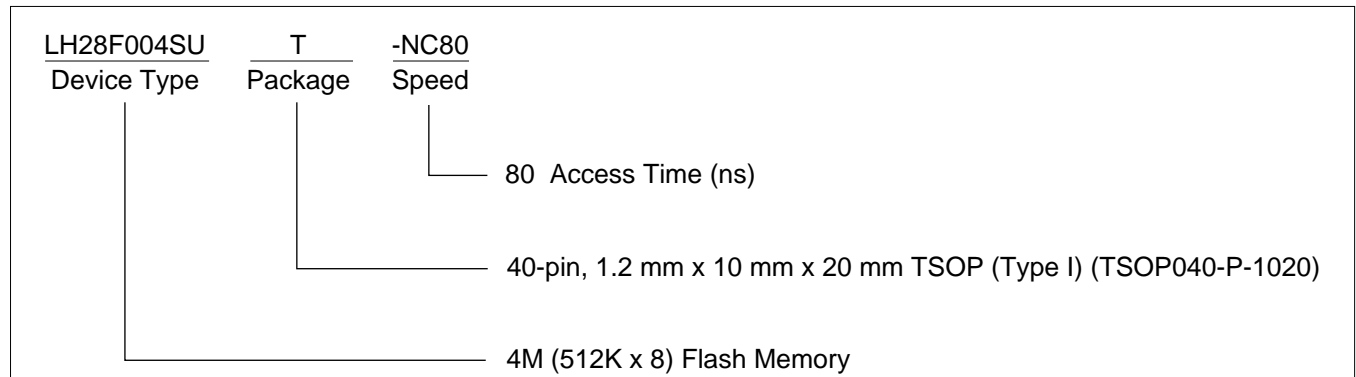 LH28F004SU T -NC80
Device Type Package Speed
80 Access Time (ns)
40-pin, 1.2 mm x 10 mm x 20 mm TSOP (Type I) (TSOP040-P-1020)
4M (512K x 8) Flash Memory